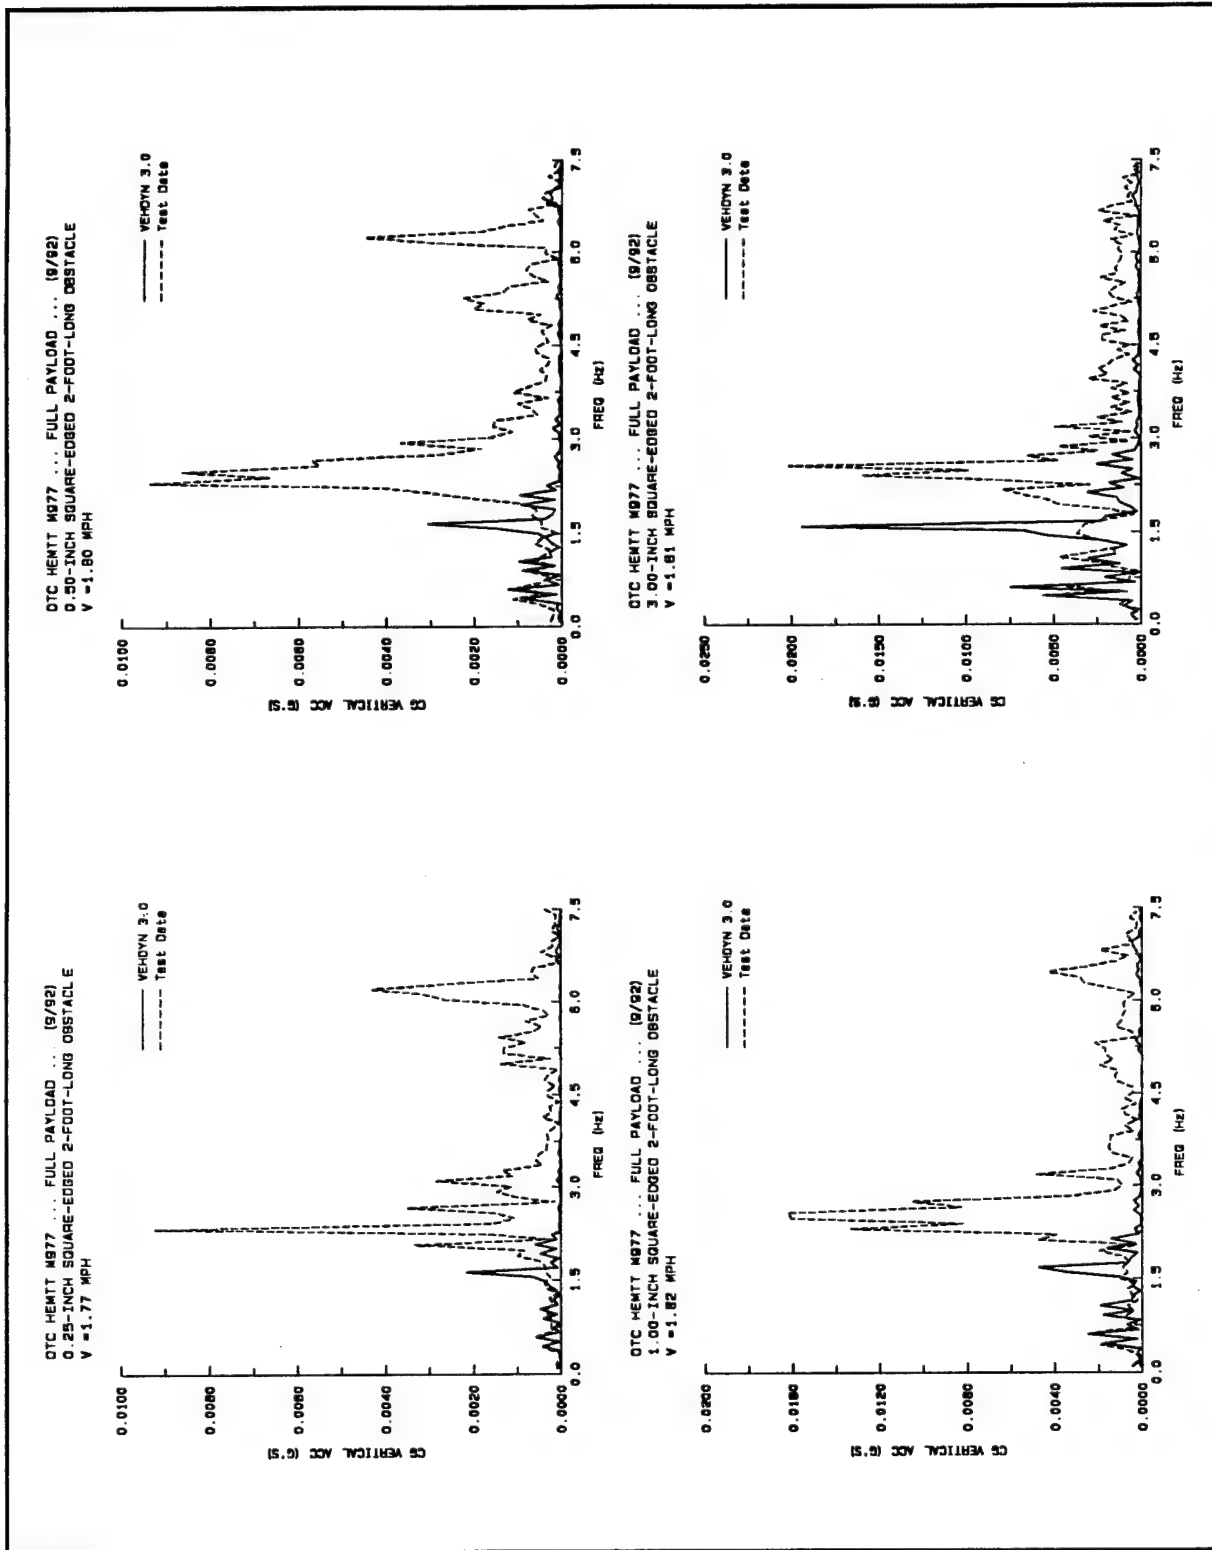 DTC HEMTT M977 ... FULL PAYLOAD ... (9/92)
0.25-INCH SQUARE-EDGED 2-FOOT-LONG OBSTACLE
V =1.77 MPH
VEHDYN 3.0
Test Data
CG VERTICAL ACC (G'S)
0.0100
0.0080
0.0060
0.0040
0.0020
0.0000
0.0 1.5 3.0 4.5 6.0 7.5
FREQ (Hz)
DTC HEMTT M977 ... FULL PAYLOAD ... (9/92)
0.50-INCH SQUARE-EDGED 2-FOOT-LONG OBSTACLE
V =1.80 MPH
VEHDYN 3.0
Test Data
CG VERTICAL ACC (G'S)
0.0100
0.0080
0.0060
0.0040
0.0020
0.0000
0.0 1.5 3.0 4.5 6.0 7.5
FREQ (Hz)
DTC HEMTT M977 ... FULL PAYLOAD ... (9/92)
1.00-INCH SQUARE-EDGED 2-FOOT-LONG OBSTACLE
V =1.82 MPH
VEHDYN 3.0
Test Data
CG VERTICAL ACC (G'S)
0.0200
0.0160
0.0120
0.0080
0.0040
0.0000
0.0 1.5 3.0 4.5 6.0 7.5
FREQ (Hz)
DTC HEMTT M977 ... FULL PAYLOAD ... (9/92)
3.00-INCH SQUARE-EDGED 2-FOOT-LONG OBSTACLE
V =1.81 MPH
VEHDYN 3.0
Test Data
CG VERTICAL ACC (G'S)
0.0250
0.0200
0.0150
0.0100
0.0050
0.0000
0.0 1.5 3.0 4.5 6.0 7.5
FREQ (Hz)